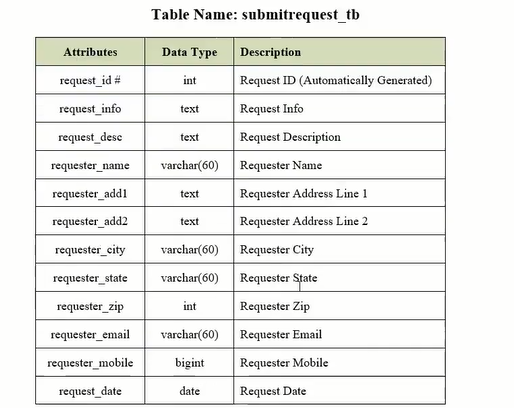 Table Name: submitrequest_tb
Attributes Data Type Description
request_id # int Request ID (Automatically Generated)
request_info text Request Info
request_desc text Request Description
requester_name varchar(60) Requester Name
requester_add1 text Requester Address Line 1
requester_add2 text Requester Address Line 2
requester_city varchar(60) Requester City
requester_state varchar(60) Requester State
requester_zip int Requester Zip
requester_email varchar(60) Requester Email
requester_mobile bigint Requester Mobile
request_date date Request Date